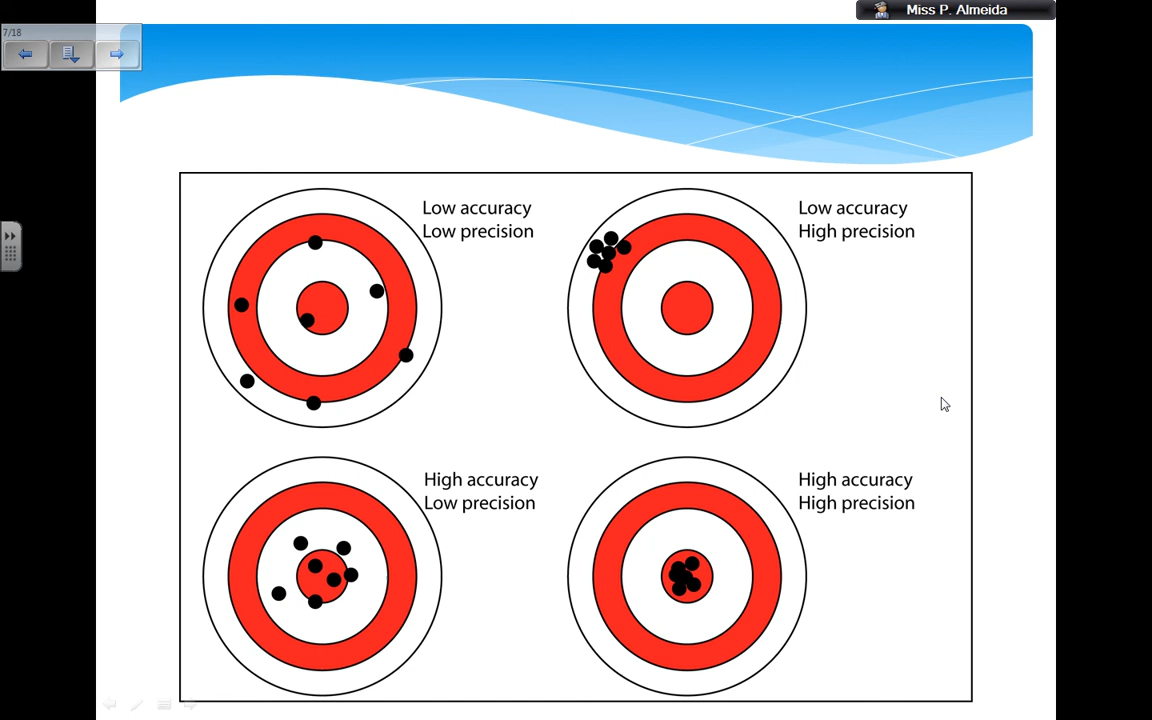 Miss P. Almeida
7/18
Low accuracy
Low precision
Low accuracy
High precision
High accuracy
Low precision
High accuracy
High precision